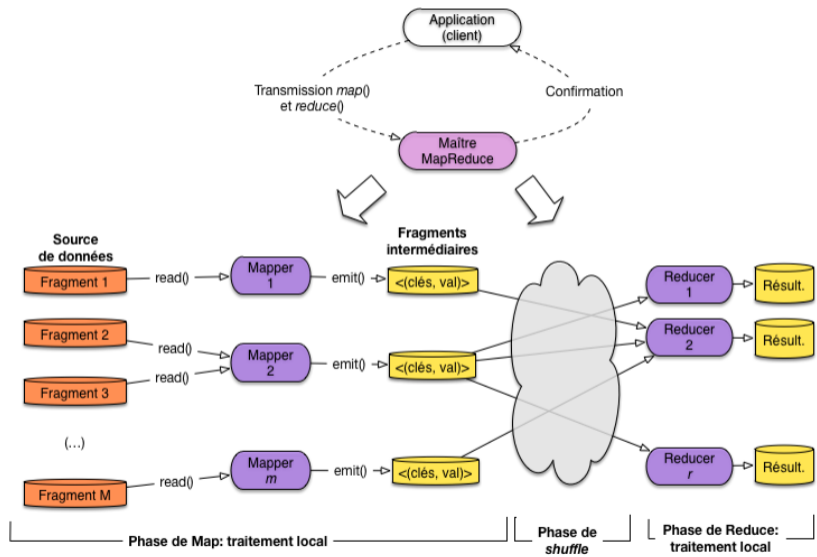 Application
(client)
Transmission map()
et reduce()
Confirmation
Maître
MapReduce
Source
de données
Fragments
intermédiaires
Fragment 1
read()
Mapper
1
emit()
<(clés, val)>
Reducer
1
Résult.
Fragment 2
read()
Mapper
2
emit()
<(clés, val)>
Reducer
2
Résult.
read()
Fragment 3
(...)
Fragment M
read()
Mapper
m
emit()
<(clés, val)>
Reducer
r
Résult.
Phase de Map: traitement local
Phase de
shuffle
Phase de Reduce:
traitement local